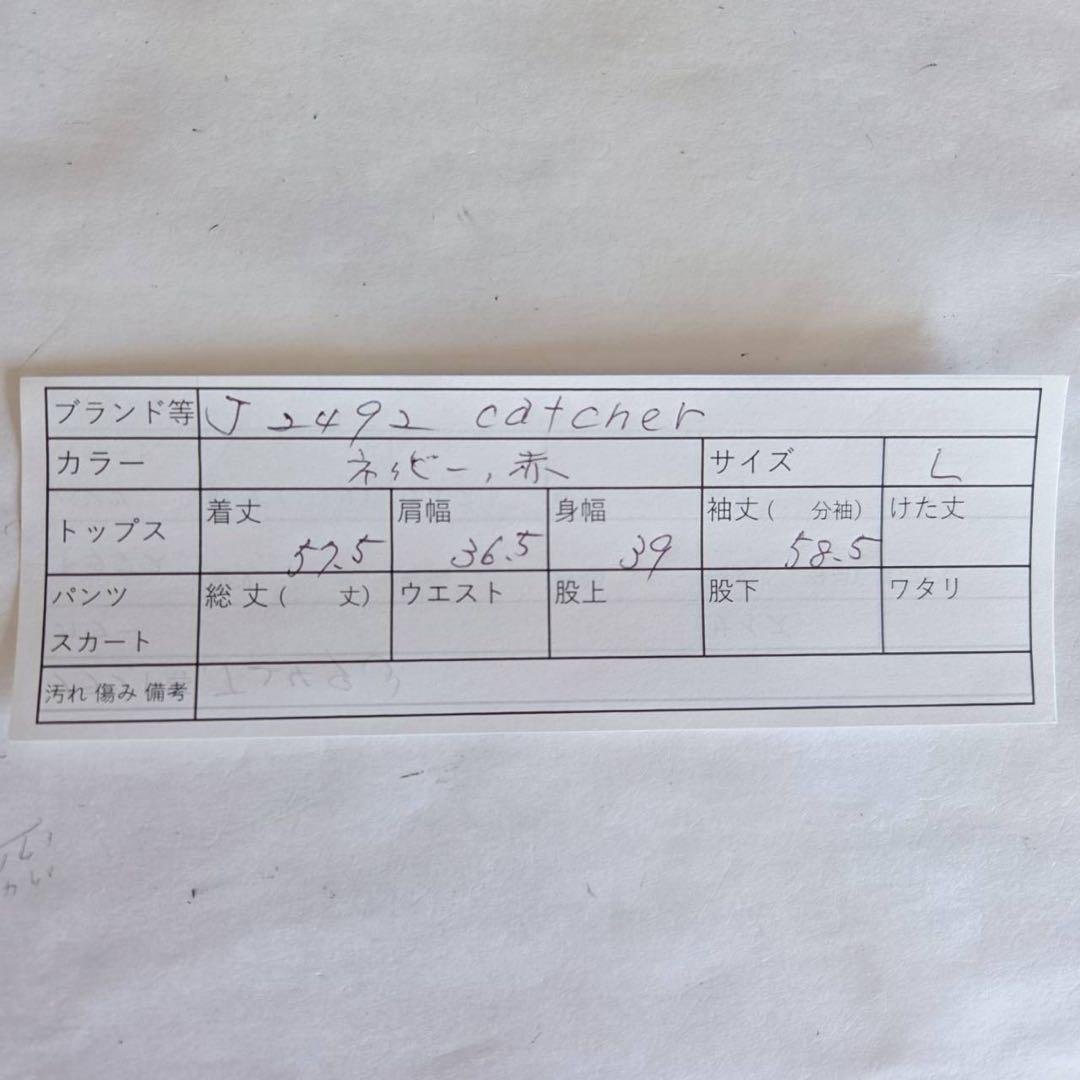 ブランド等 J2492 catcher
カラー ネイビー,赤 サイズ L
トップス 着丈 57.5 肩幅 36.5 身幅 39 袖丈( 分袖) 58.5 けた丈
パンツ 総丈( 丈) ウエスト 股上 股下 ワタリ
スカート
汚れ 傷み 備考